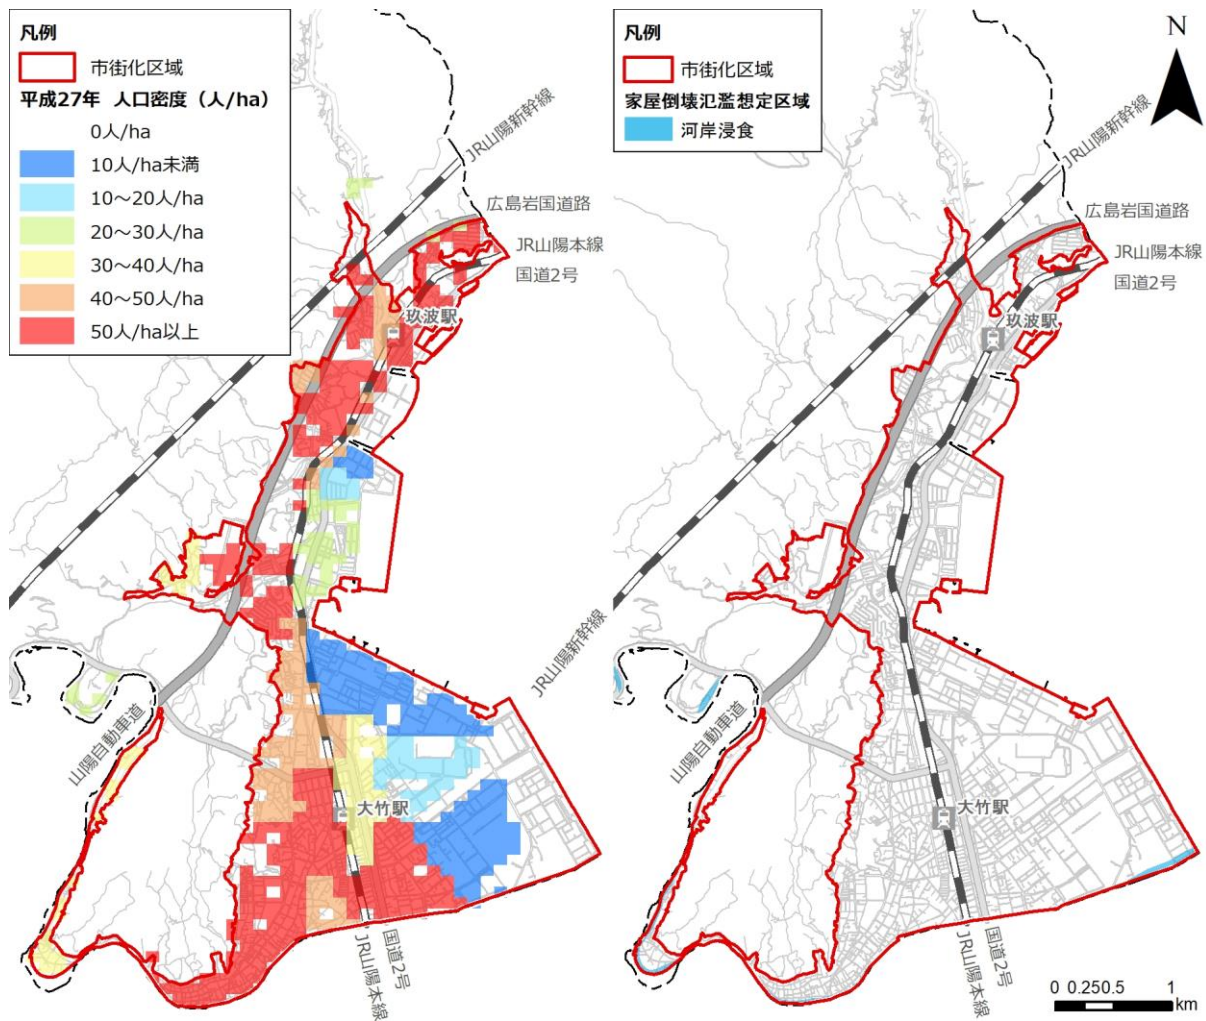 凡例
市街化区域
平成27年 人口密度（人/ha）
0人/ha
10人/ha未満
10～20人/ha
20～30人/ha
30～40人/ha
40～50人/ha
50人/ha以上
JR山陽新幹線
広島岩国道路
JR山陽本線
国道2号
玖波駅
JR山陽新幹線
山陽自動車道
大竹駅
国道2号
JR山陽本線
凡例
市街化区域
家屋倒壊氾濫想定区域
河岸浸食
N
JR山陽新幹線
広島岩国道路
JR山陽本線
国道2号
玖波駅
山陽自動車道
大竹駅
国道2号
JR山陽本線
0 0.250.5 1
km